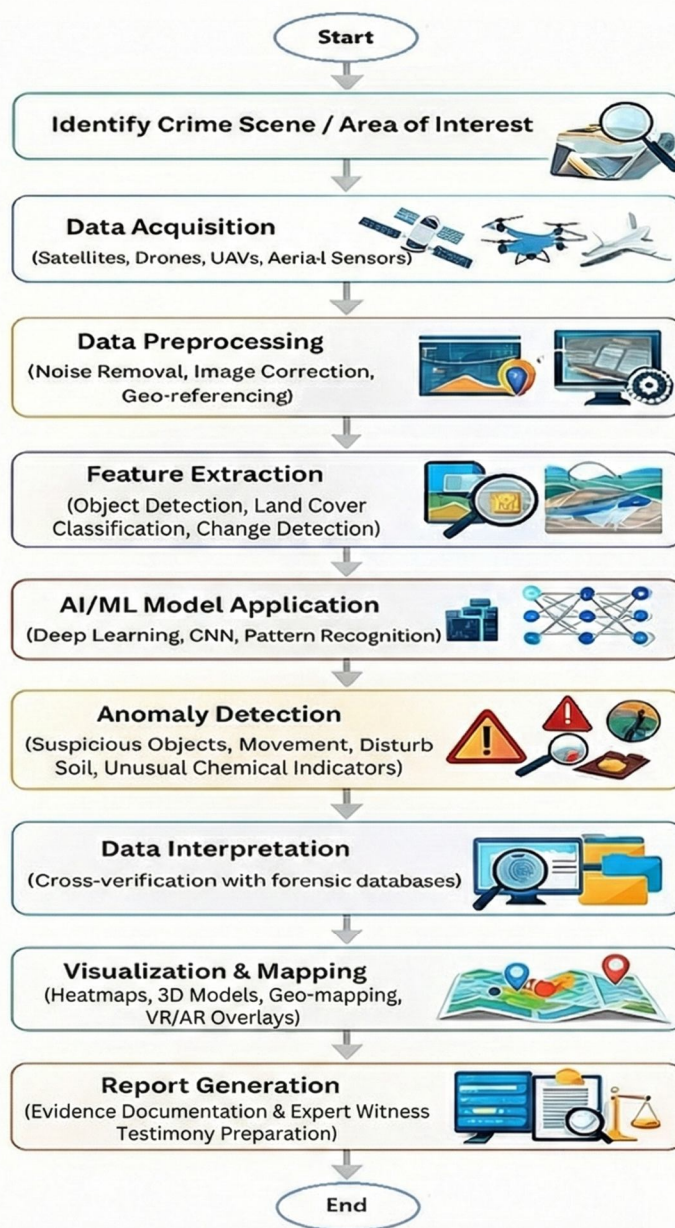 Start
Identify Crime Scene / Area of Interest
Data Acquisition
(Satellites, Drones, UAVs, Aeria-l Sensors)
Data Preprocessing
(Noise Removal, Image Correction,
Geo-referencing)
Feature Extraction
(Object Detection, Land Cover
Classification, Change Detection)
AI/ML Model Application
(Deep Learning, CNN, Pattern Recognition)
Anomaly Detection
(Suspicious Objects, Movement, Disturb
Soil, Unusual Chemical Indicators)
Data Interpretation
(Cross-verification with forensic databases)
Visualization & Mapping
(Heatmaps, 3D Models, Geo-mapping,
VR/AR Overlays)
Report Generation
(Evidence Documentation & Expert Witness
Testimony Preparation)
End